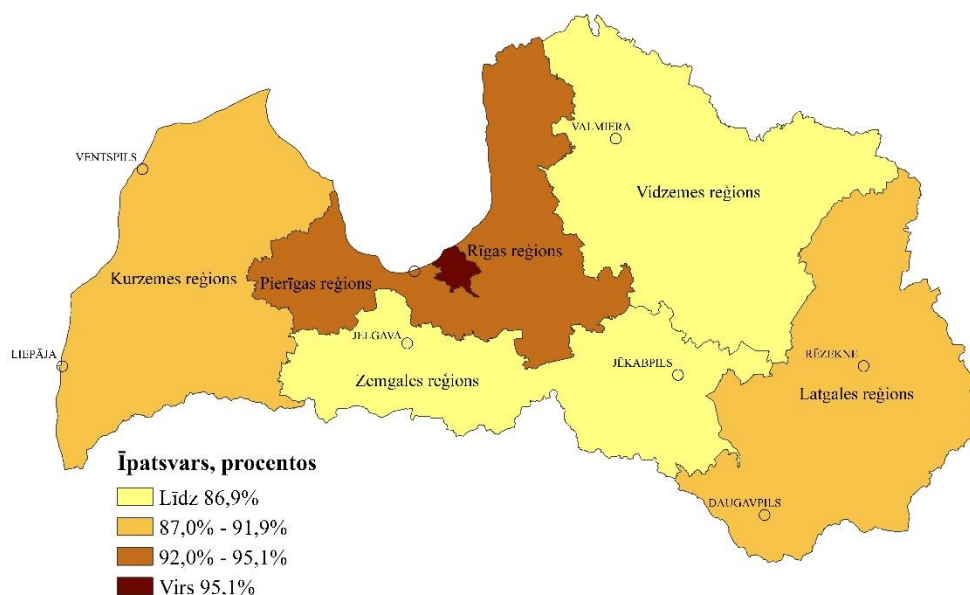 VENTSPILS
VALMIERA
Vidzemes reģions
Rīgas reģions
Kurzemes reģions
Pierīgas reģions
JELGAVA
LIEPĀJA
Zemgales reģions
JĒKABPILS
RĒZEKNE
Latgales reģions
Īpatsvars, procentos
Līdz 86,9%
87,0% - 91,9%
92,0% - 95,1%
Virs 95,1%
DAUGAVPILS